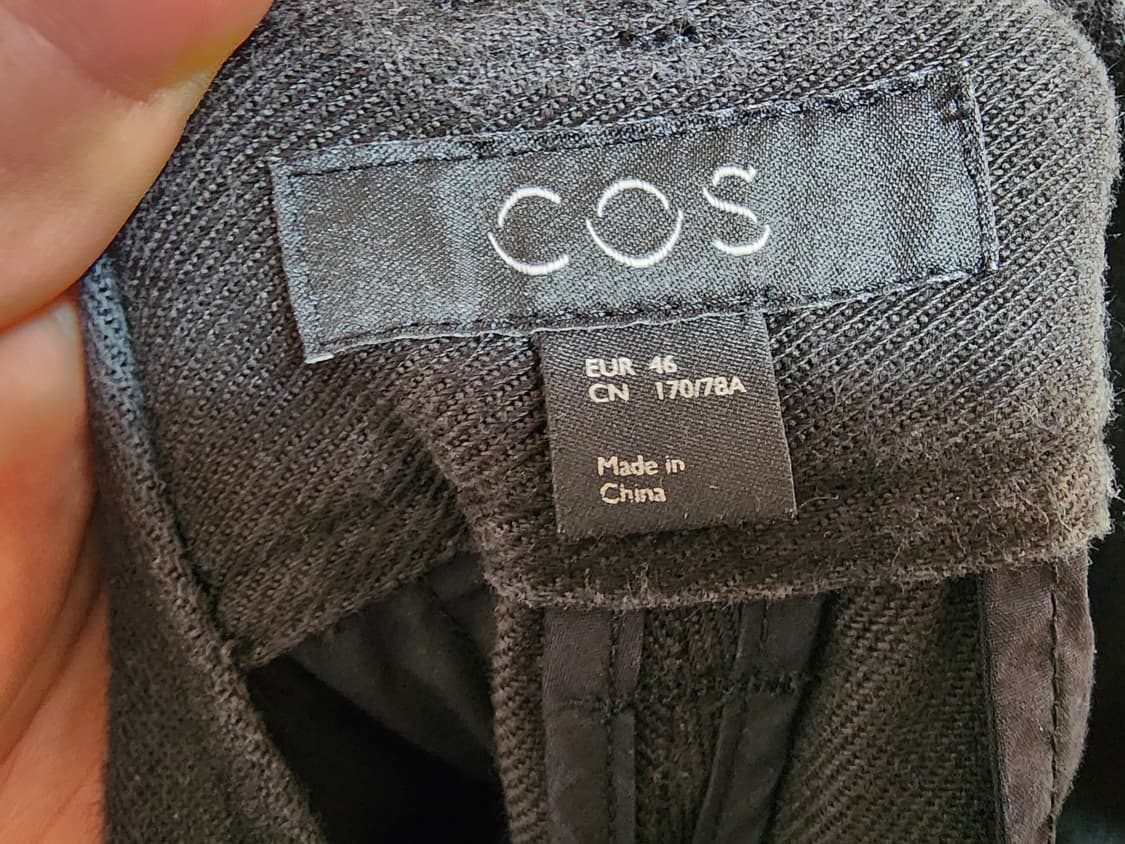 COS
EUR 46
CN 170/78A
Made in
China